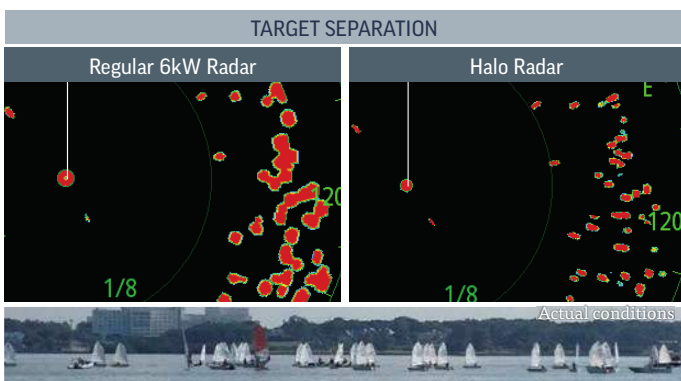 TARGET SEPARATION
Regular 6kW Radar
Halo Radar
E
120
120
1/8
1/8
Actual conditions